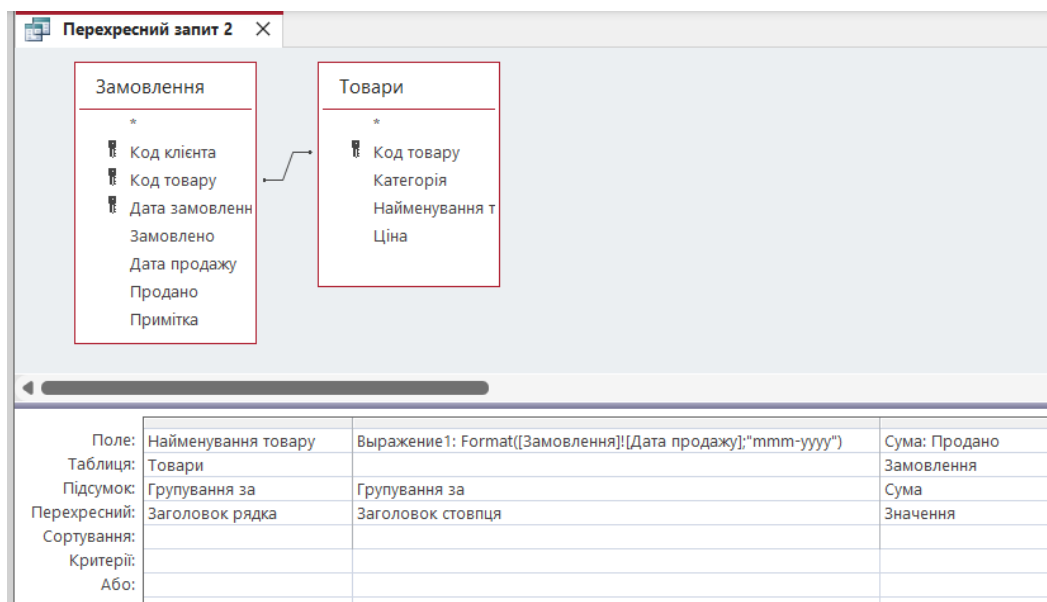 Перехресний запит 2
Замовлення
*
Код клієнта
Код товару
Дата замовленн
Замовлено
Дата продажу
Продано
Примітка
Товари
*
Код товару
Категорія
Найменування т
Ціна
Поле: Найменування товару Выражение1: Format([Замовлення]![Дата продажу];"mmm-yyyy") Сума: Продано
Таблиця: Товари Замовлення
Підсумок: Групування за Групування за Сума
Перехресний: Заголовок рядка Заголовок стовпця Значення
Сортування:
Критерії:
Або: